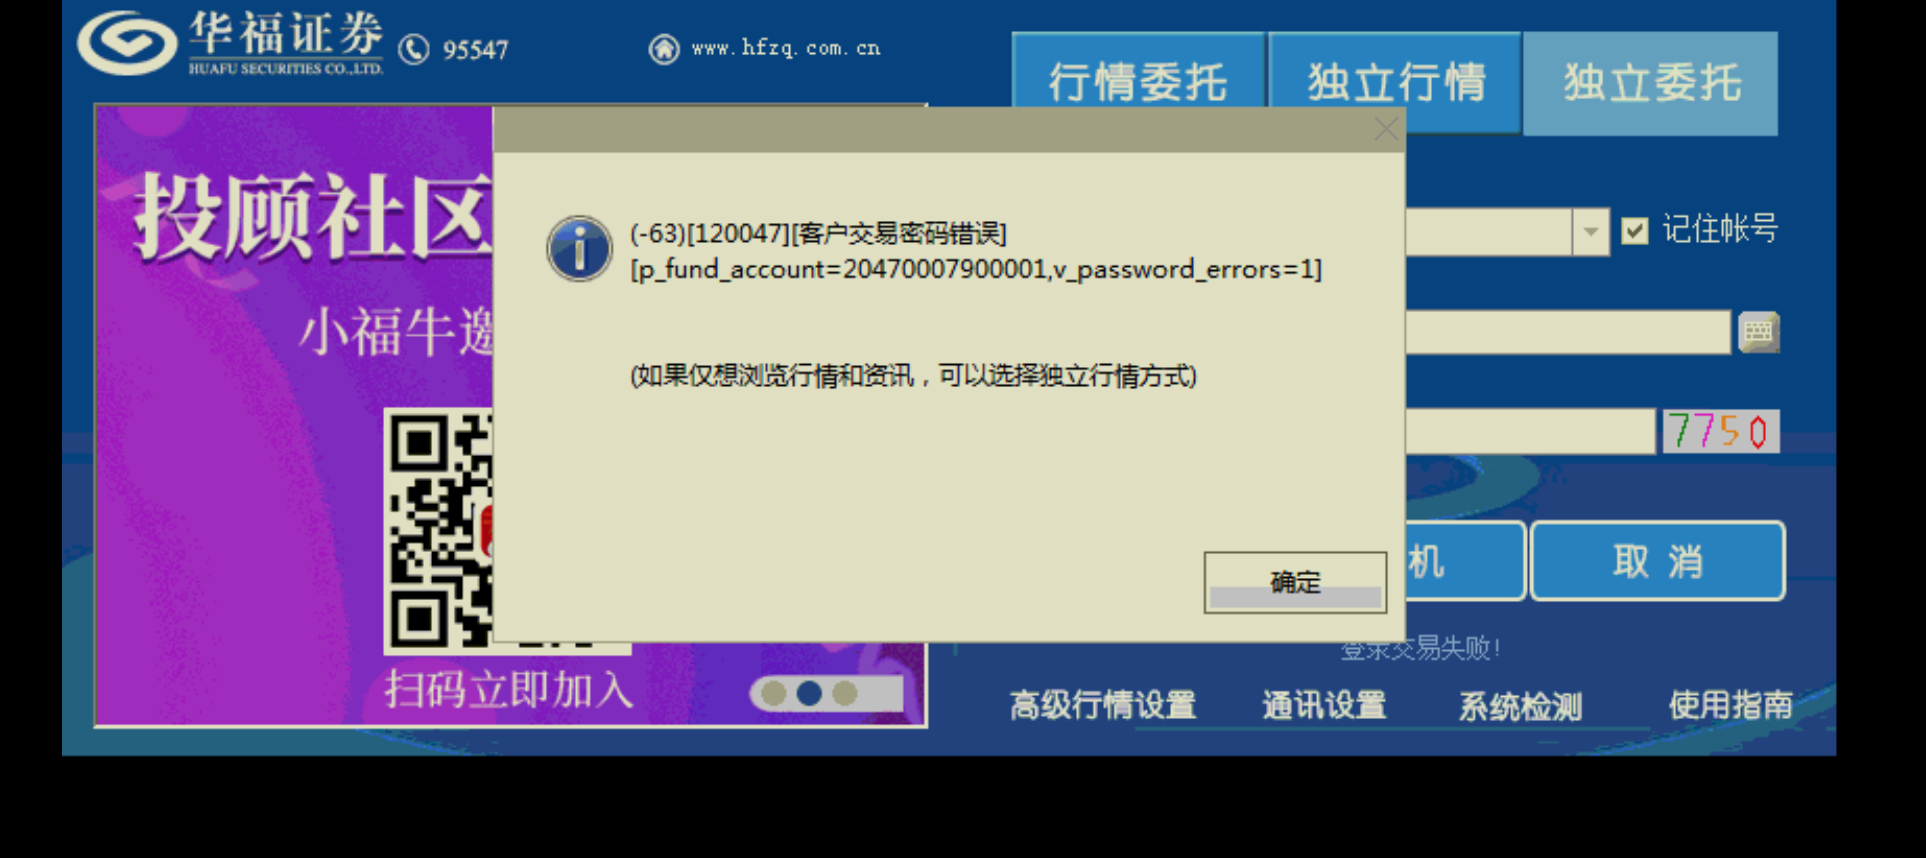 华福证券
HUAFU SECURITIES CO.,LTD.
95547
www.hfzq.com.cn
行情委托
独立行情
独立委托
投顾社区
小福牛邀
扫码立即加入
(-63)[120047][客户交易密码错误]
[p_fund_account=20470007900001,v_password_errors=1]
(如果仅想浏览行情和资讯，可以选择独立行情方式)
确定
记住帐号
7750
机
取 消
登录交易失败!
高级行情设置
通讯设置
系统检测
使用指南